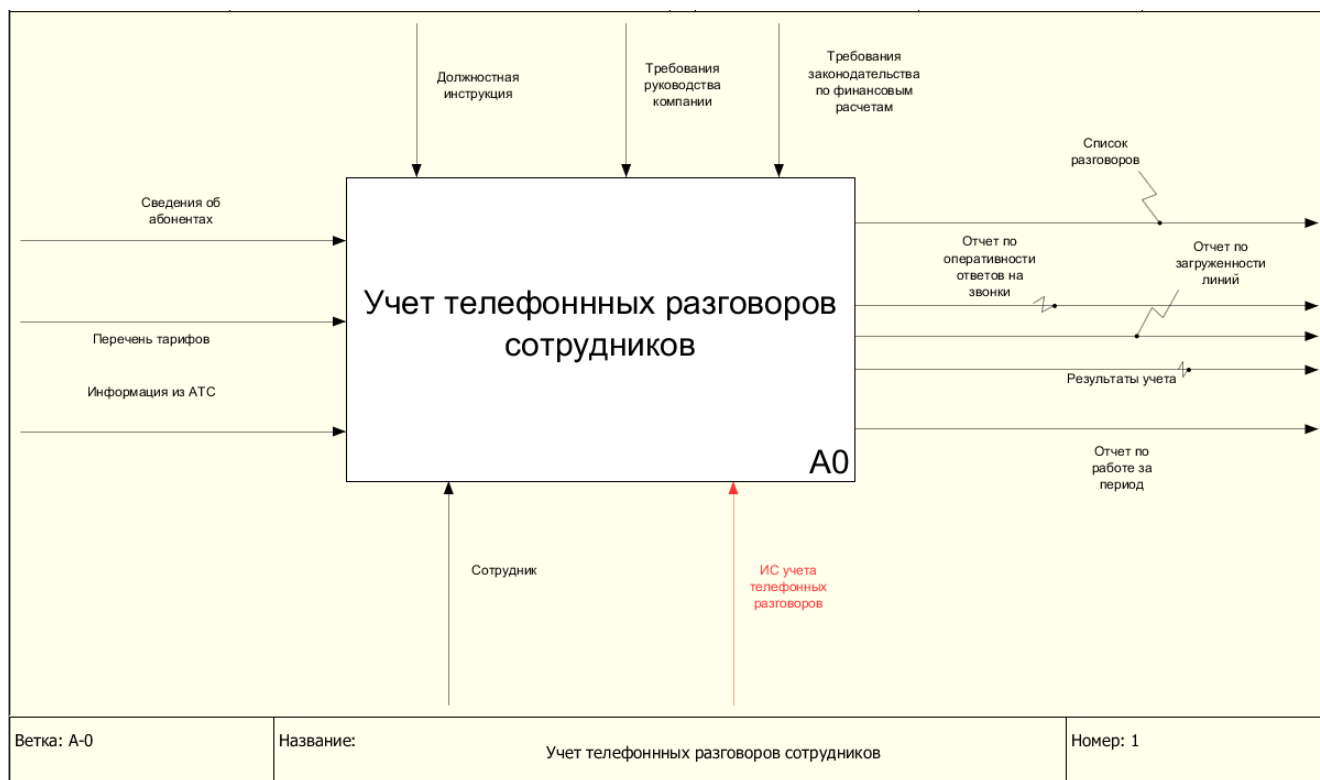 Должностная
инструкция
Требования
руководства
компании
Требования
законодательства
по финансовым
расчетам
Список
разговоров
Сведения об
абонентах
Отчет по
оперативности
ответов на
звонки
Отчет по
загруженности
линий
Учет телефоннных разговоров
сотрудников
Перечень тарифов
Информация из АТС
Результаты учета
A0
Отчет по
работе за
период
Сотрудник
ИС учета
телефонных
разговоров
Ветка: A-0
Название:
Учет телефоннных разговоров сотрудников
Номер: 1